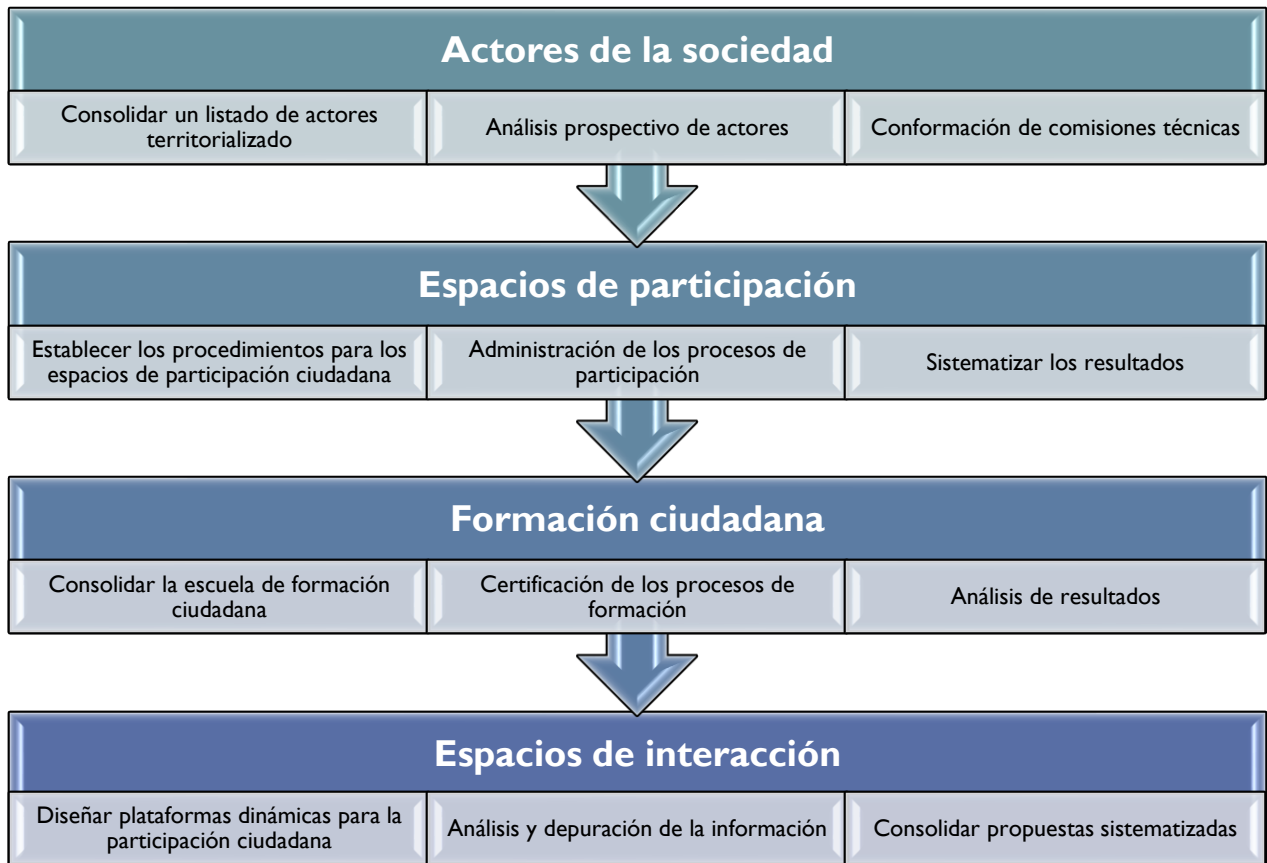 Actores de la sociedad
Consolidar un listado de actores
territorializado
Análisis prospectivo de actores
Conformación de comisiones técnicas
Espacios de participación
Establecer los procedimientos para los
espacios de participación ciudadana
Administración de los procesos de
participación
Sistematizar los resultados
Formación ciudadana
Consolidar la escuela de formación
ciudadana
Certificación de los procesos de
formación
Análisis de resultados
Espacios de interacción
Diseñar plataformas dinámicas para la
participación ciudadana
Análisis y depuración de la información
Consolidar propuestas sistematizadas